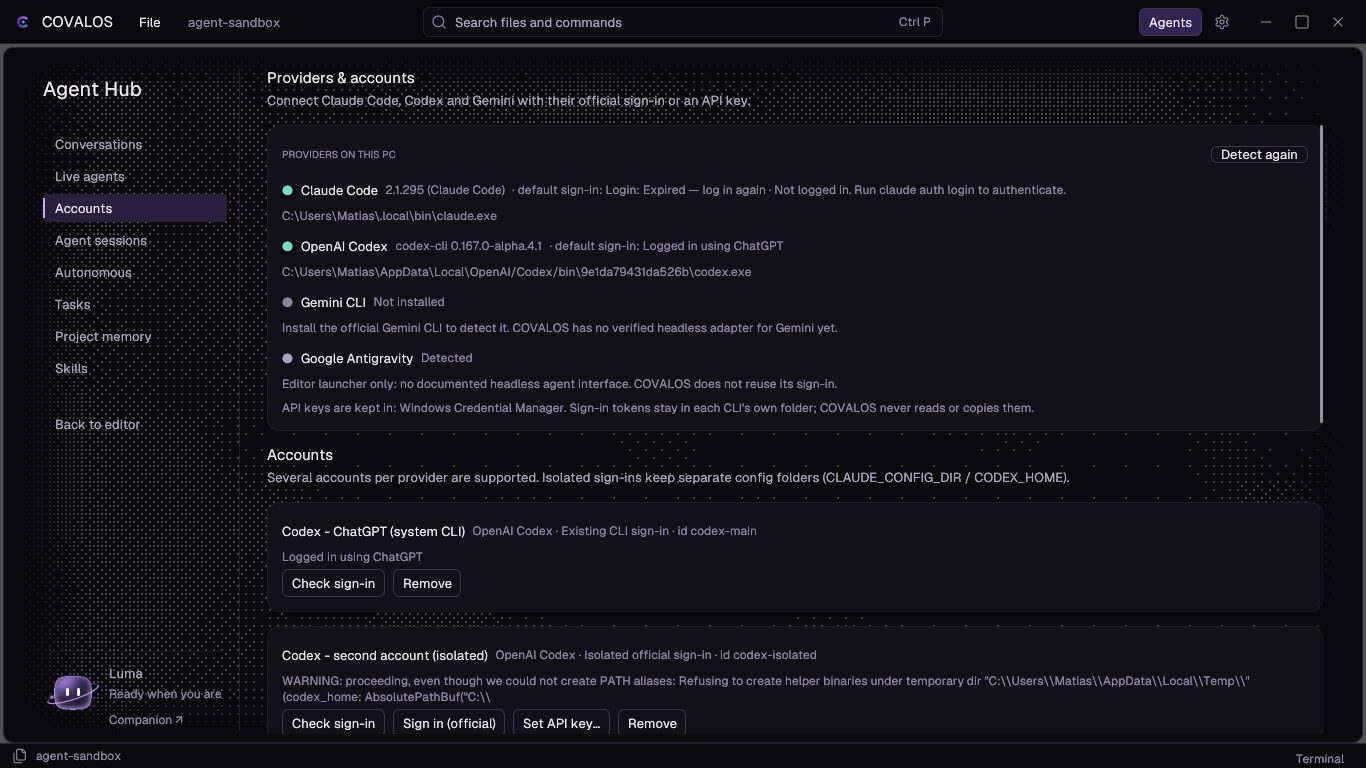 COVALOS File agent-sandbox Search files and commands Ctrl P Agents
Agent Hub
Conversations
Live agents
Accounts
Agent sessions
Autonomous
Tasks
Project memory
Skills
Back to editor
Luma
Ready when you are
Companion ↗
Providers & accounts
Connect Claude Code, Codex and Gemini with their official sign-in or an API key.
PROVIDERS ON THIS PC Detect again
Claude Code 2.1.295 (Claude Code) · default sign-in: Login: Expired — log in again · Not logged in. Run claude auth login to authenticate.
C:\Users\Matias\.local\bin\claude.exe
OpenAI Codex codex-cli 0.167.0-alpha.4.1 · default sign-in: Logged in using ChatGPT
C:\Users\Matias\AppData\Local\OpenAI/Codex/bin\9e1da79431da526b\codex.exe
Gemini CLI Not installed
Install the official Gemini CLI to detect it. COVALOS has no verified headless adapter for Gemini yet.
Google Antigravity Detected
Editor launcher only: no documented headless agent interface. COVALOS does not reuse its sign-in.
API keys are kept in: Windows Credential Manager. Sign-in tokens stay in each CLI's own folder; COVALOS never reads or copies them.
Accounts
Several accounts per provider are supported. Isolated sign-ins keep separate config folders (CLAUDE_CONFIG_DIR / CODEX_HOME).
Codex - ChatGPT (system CLI) OpenAI Codex · Existing CLI sign-in · id codex-main
Logged in using ChatGPT
Check sign-in Remove
Codex - second account (isolated) OpenAI Codex · Isolated official sign-in · id codex-isolated
WARNING: proceeding, even though we could not create PATH aliases: Refusing to create helper binaries under temporary dir "C:\\Users\\Matias\\AppData\\Local\\Temp\\"
(codex_home: AbsolutePathBuf("C:\\
Check sign-in Sign in (official) Set API key… Remove
agent-sandbox Terminal